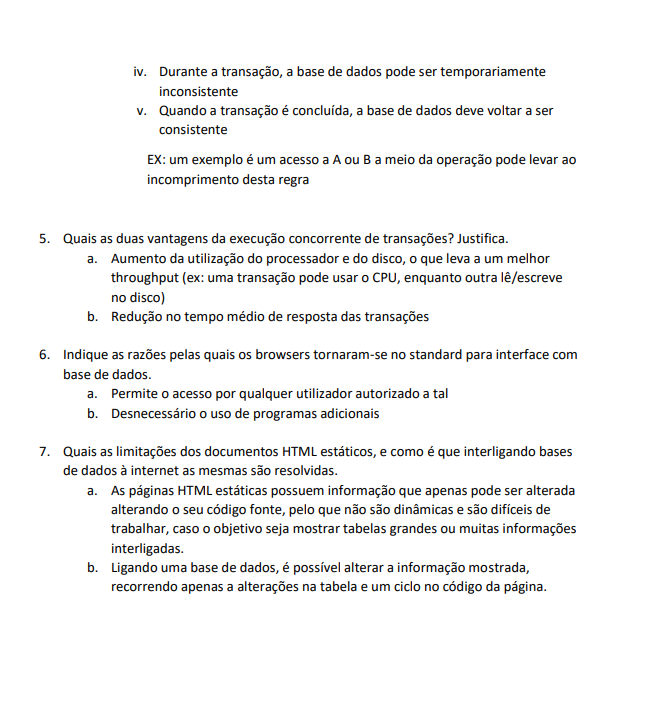 iv. Durante a transação, a base de dados pode ser temporariamente
inconsistente
v. Quando a transação é concluída, a base de dados deve voltar a ser
consistente
EX: um exemplo é um acesso a A ou B a meio da operação pode levar ao
incomprimento desta regra
5. Quais as duas vantagens da execução concorrente de transações? Justifica.
a. Aumento da utilização do processador e do disco, o que leva a um melhor
throughput (ex: uma transação pode usar o CPU, enquanto outra lê/escreve
no disco)
b. Redução no tempo médio de resposta das transações
6. Indique as razões pelas quais os browsers tornaram-se no standard para interface com
base de dados.
a. Permite o acesso por qualquer utilizador autorizado a tal
b. Desnecessário o uso de programas adicionais
7. Quais as limitações dos documentos HTML estáticos, e como é que interligando bases
de dados à internet as mesmas são resolvidas.
a. As páginas HTML estáticas possuem informação que apenas pode ser alterada
alterando o seu código fonte, pelo que não são dinâmicas e são difíceis de
trabalhar, caso o objetivo seja mostrar tabelas grandes ou muitas informações
interligadas.
b. Ligando uma base de dados, é possível alterar a informação mostrada,
recorrendo apenas a alterações na tabela e um ciclo no código da página.